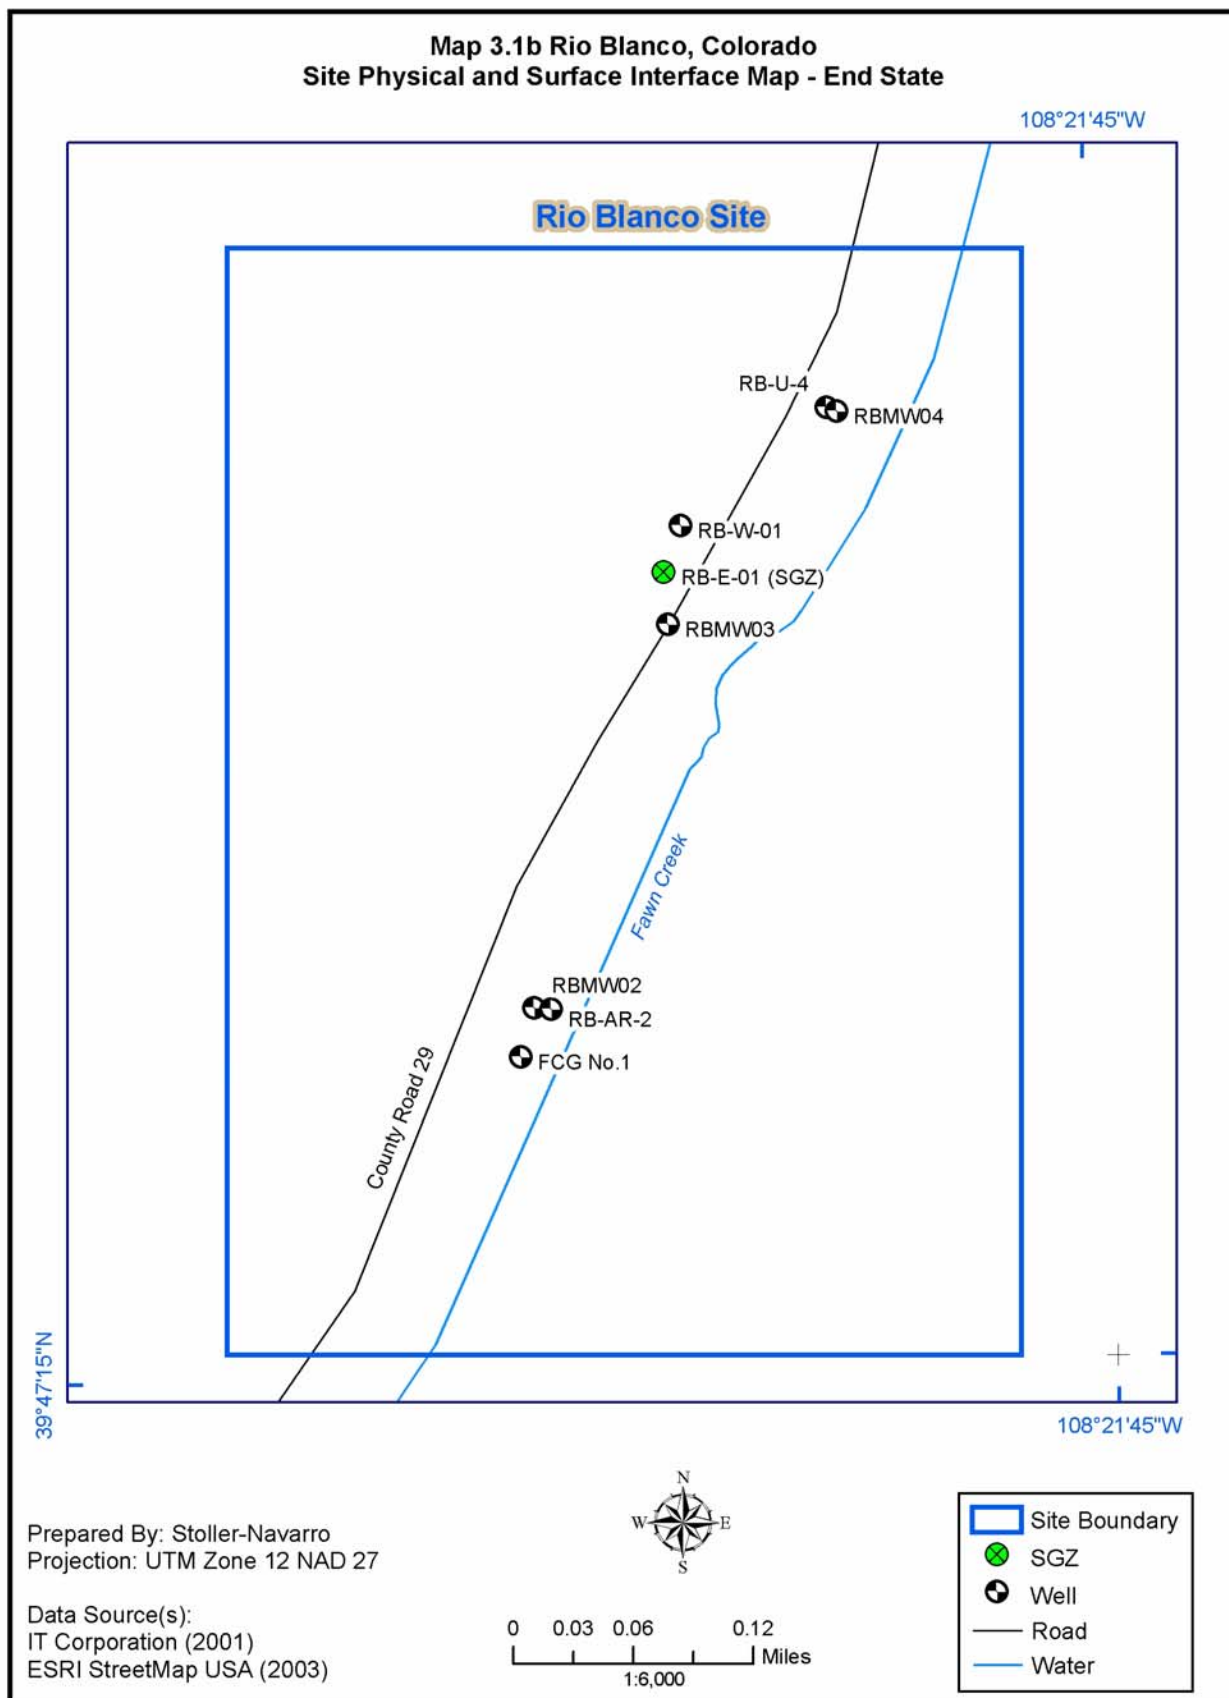 Map 3.1b Rio Blanco, Colorado
Site Physical and Surface Interface Map - End State
108°21'45"W
Rio Blanco Site
RB-U-4
RBMW04
RB-W-01
RB-E-01 (SGZ)
RBMW03
Fawn Creek
RBMW02
RB-AR-2
FCG No.1
County Road 29
39°47'15"N
108°21'45"W
Prepared By: Stoller-Navarro
Projection: UTM Zone 12 NAD 27
Data Source(s):
IT Corporation (2001)
ESRI StreetMap USA (2003)
N
W E
S
0 0.03 0.06 0.12
Miles
1:6,000
Site Boundary
SGZ
Well
Road
Water